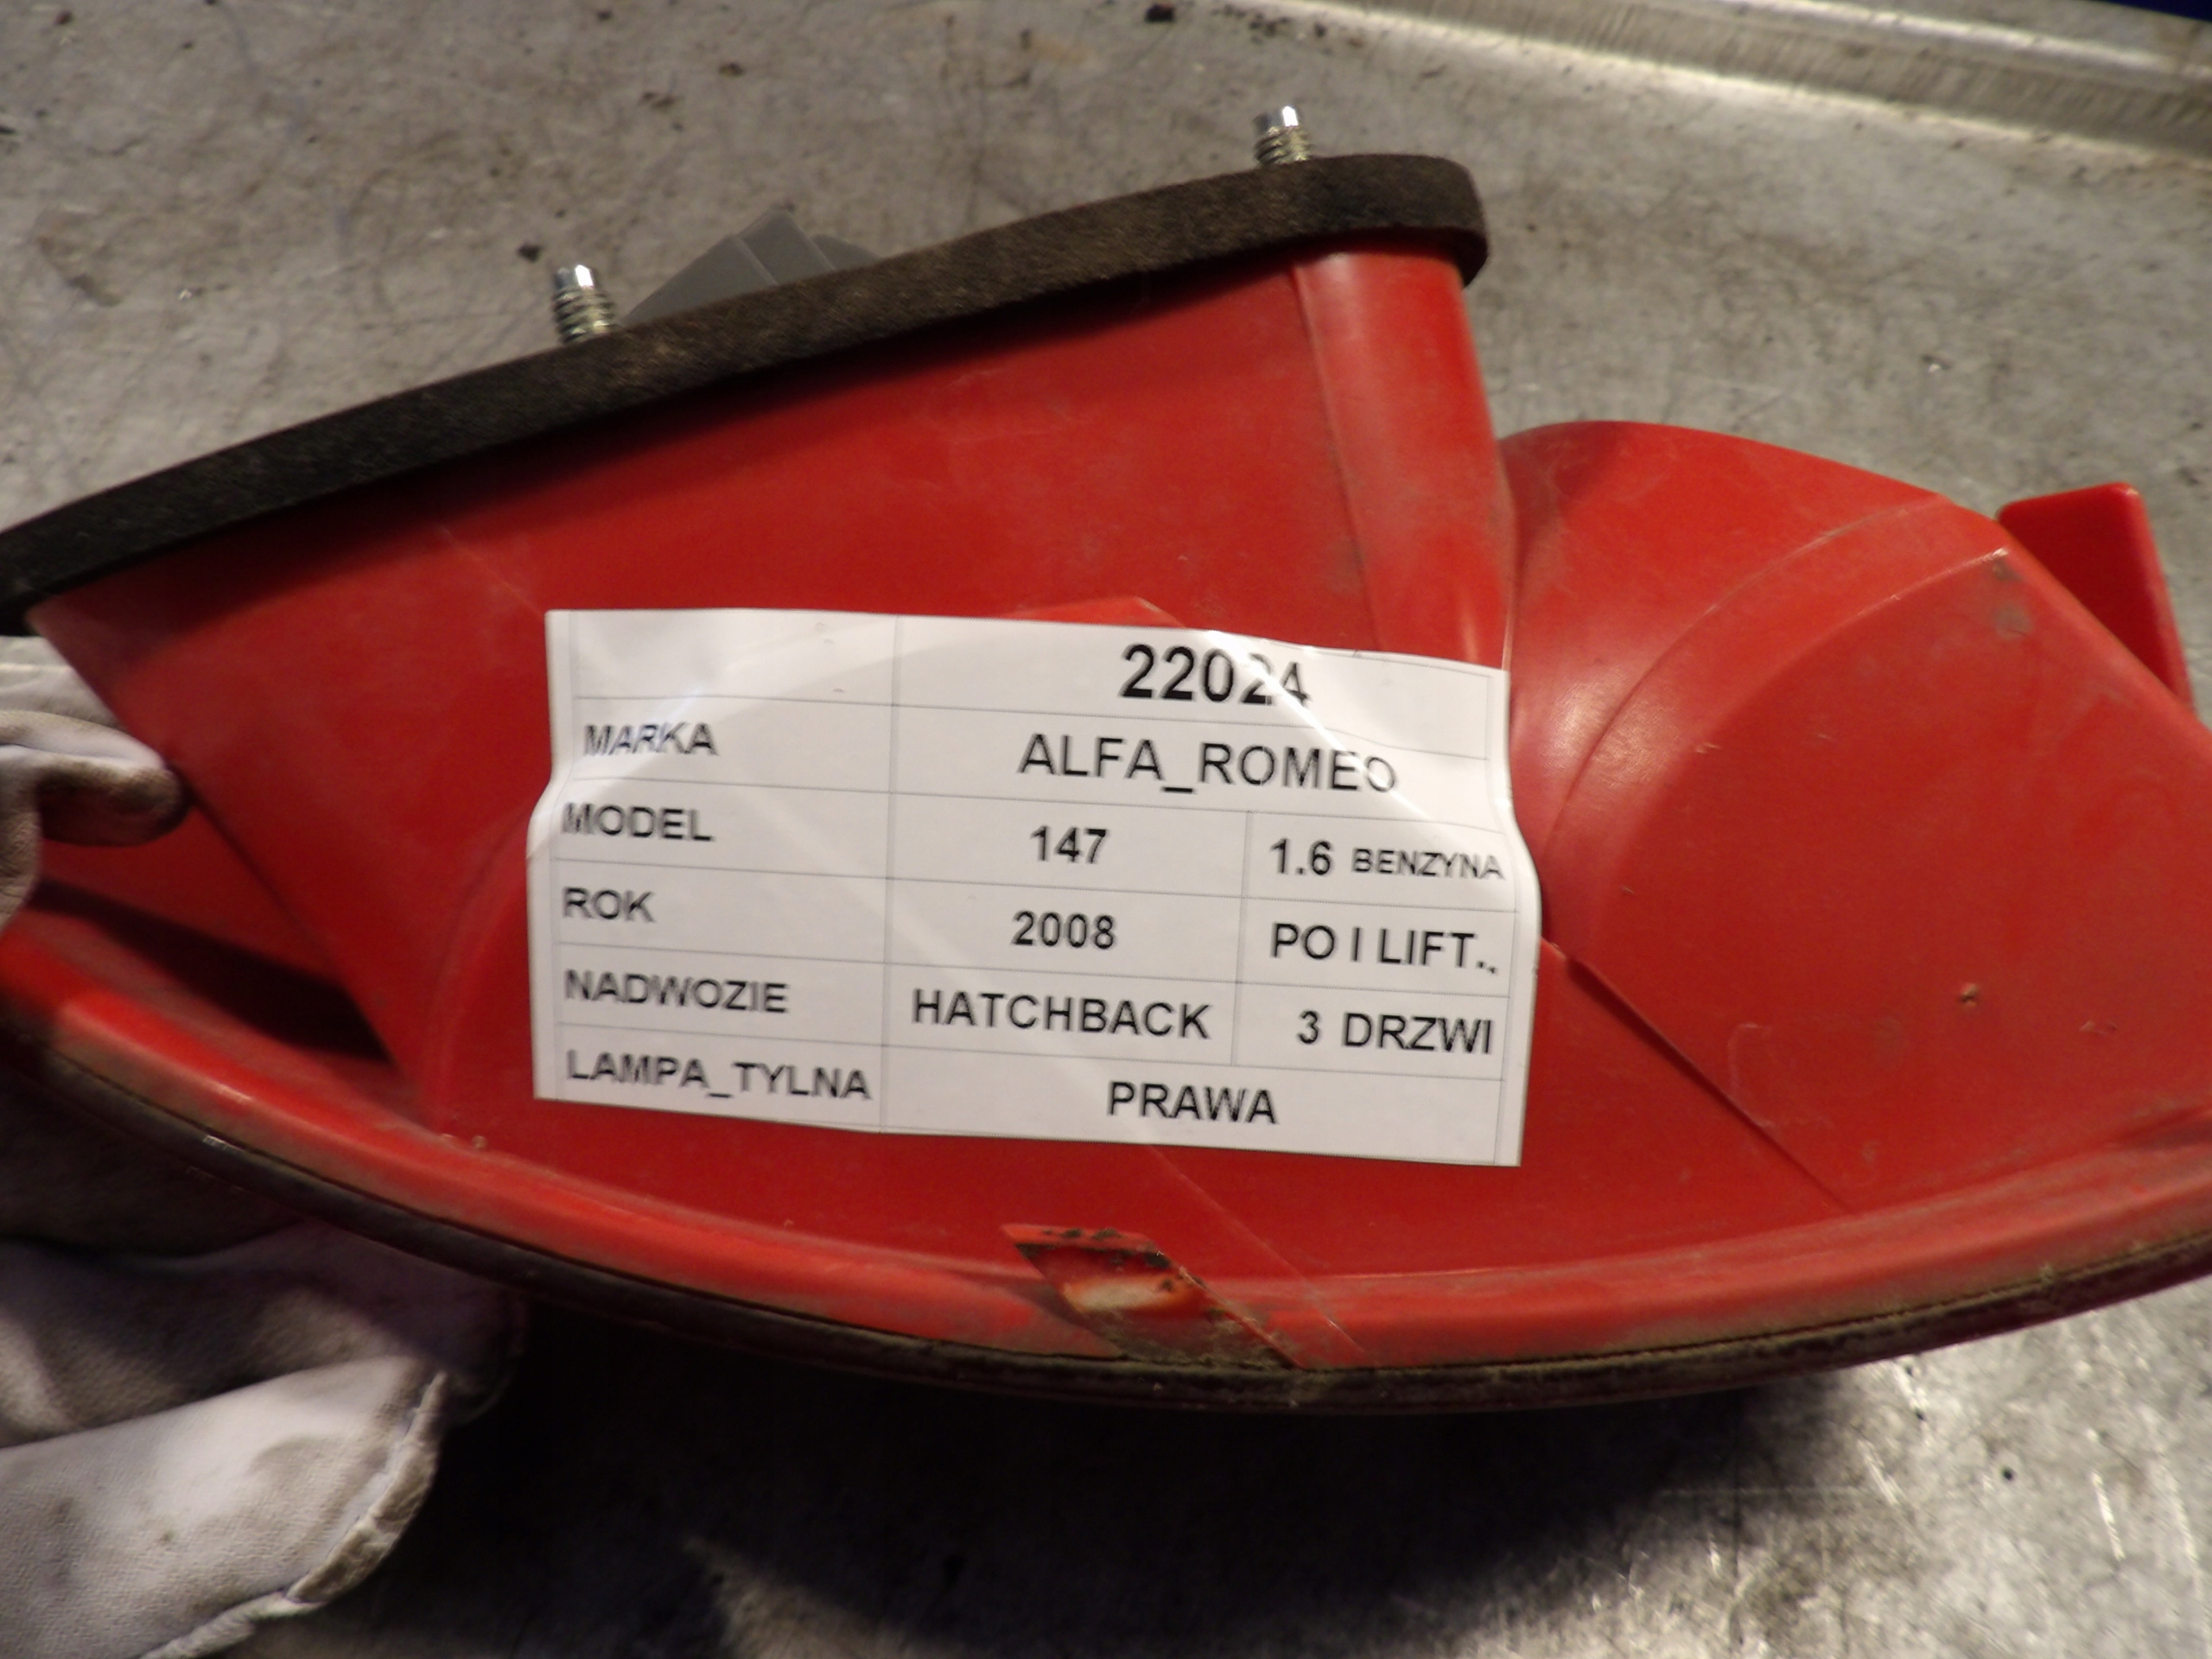 22024
MARKA ALFA_ROMEO
MODEL 147 1.6 BENZYNA
ROK 2008 PO I LIFT.,
NADWOZIE HATCHBACK 3 DRZWI
LAMPA_TYLNA PRAWA